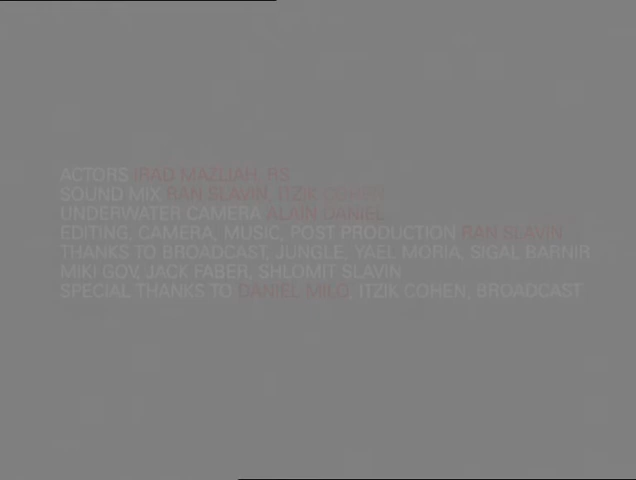 ACTORS IRAD MAZLIAH, RS
SOUND MIX RAN SLAVIN, ITZIK COHEN
UNDERWATER CAMERA ALAIN DANIEL
EDITING, CAMERA, MUSIC, POST PRODUCTION RAN SLAVIN
THANKS TO BROADCAST, JUNGLE, YAEL MORIA, SIGAL BARNIR
MIKI GOV, JACK FABER, SHLOMIT SLAVIN
SPECIAL THANKS TO DANIEL MILO, ITZIK COHEN, BROADCAST